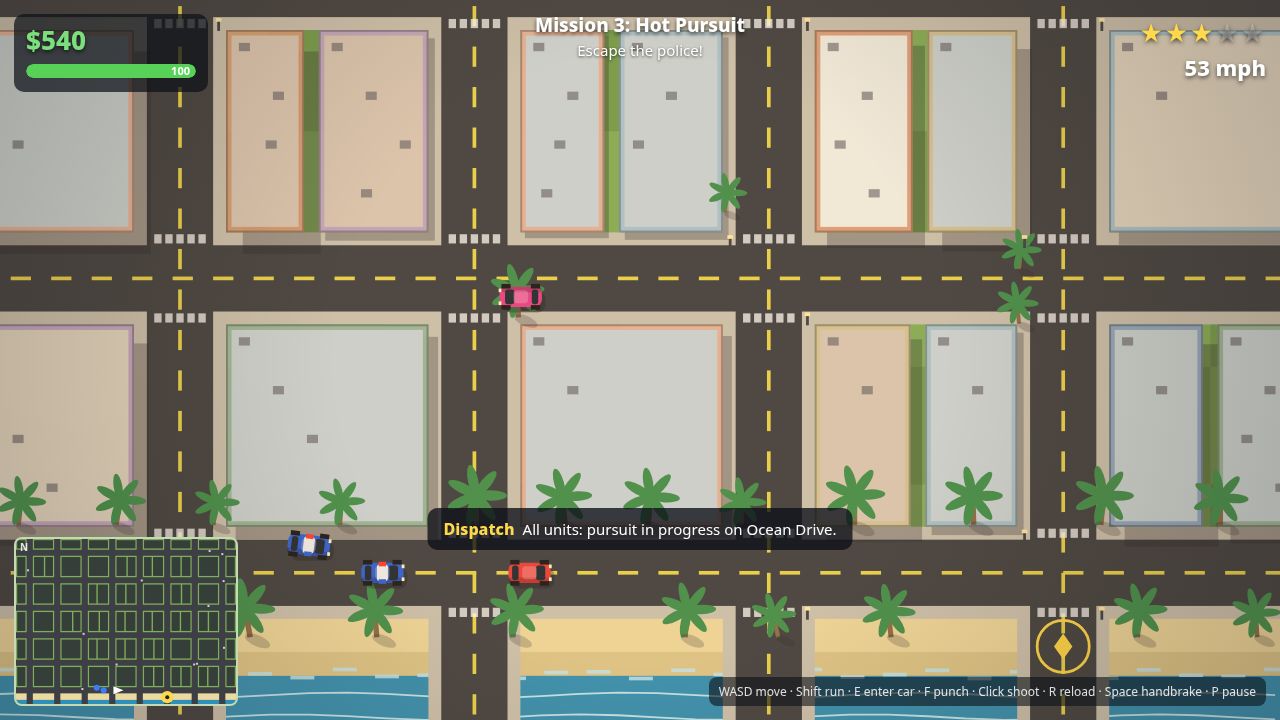 $540
100
Mission 3: Hot Pursuit
Escape the police!
53 mph
Dispatch All units: pursuit in progress on Ocean Drive.
N
WASD move · Shift run · E enter car · F punch · Click shoot · R reload · Space handbrake · P pause